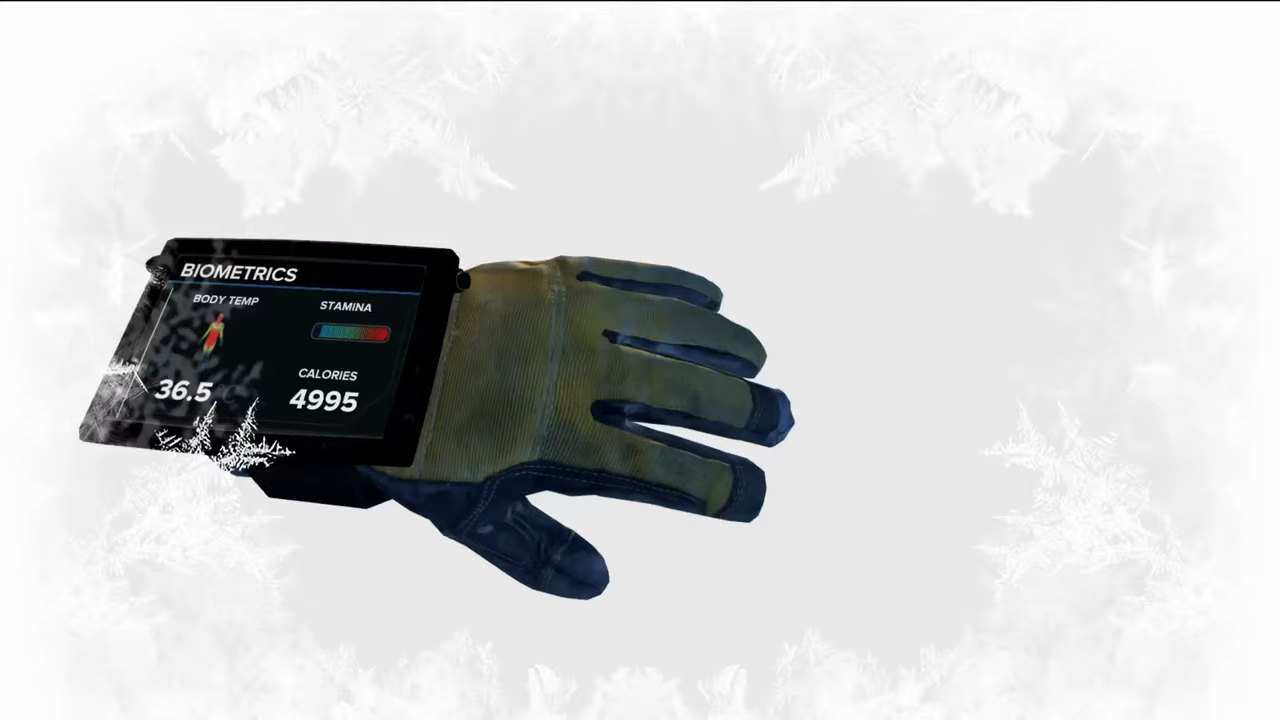 BIOMETRICS
BODY TEMP
STAMINA
36.5
CALORIES
4995